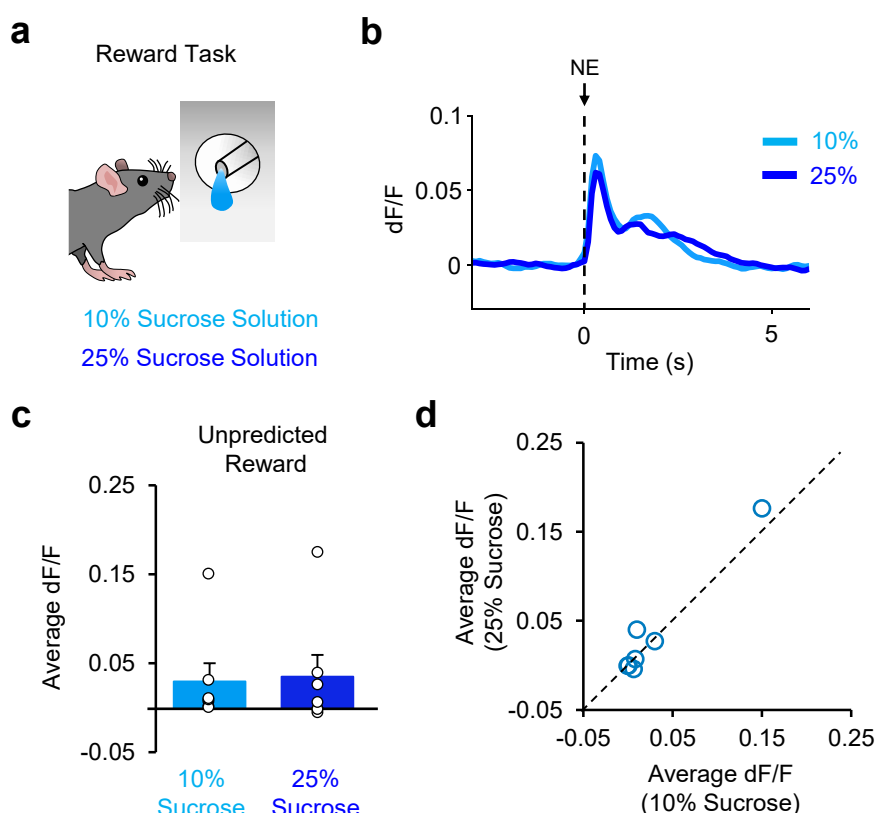 a
Reward Task
10% Sucrose Solution
25% Sucrose Solution
b
NE
0.1
0.05
0
dF/F
10%
25%
0
5
Time (s)
c
Unpredicted
Reward
0.25
0.15
0.05
-0.05
Average dF/F
10%
Sucrose
25%
Sucrose
d
0.25
0.15
0.05
-0.05
Average dF/F
(25% Sucrose)
-0.05
0.05
0.15
0.25
Average dF/F
(10% Sucrose)